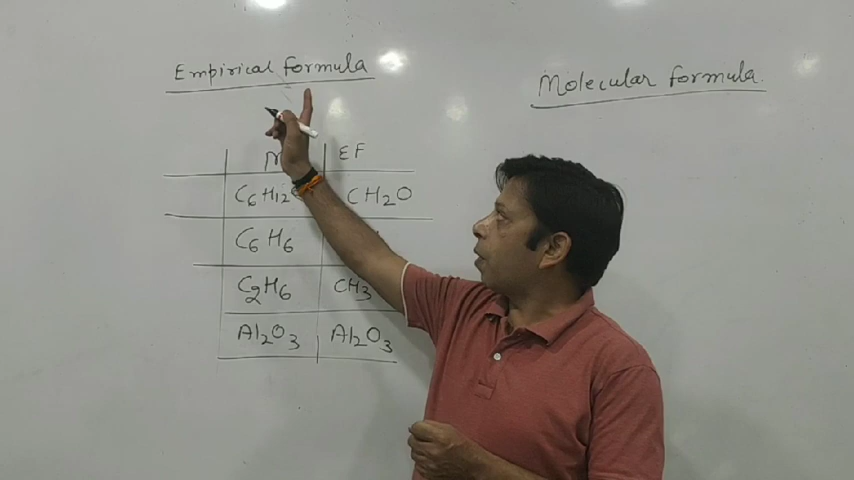 Empirical formula
Molecular formula.
EF
C6H12 CH2O
C6H6
C2H6 CH3
Al2O3 Al2O3